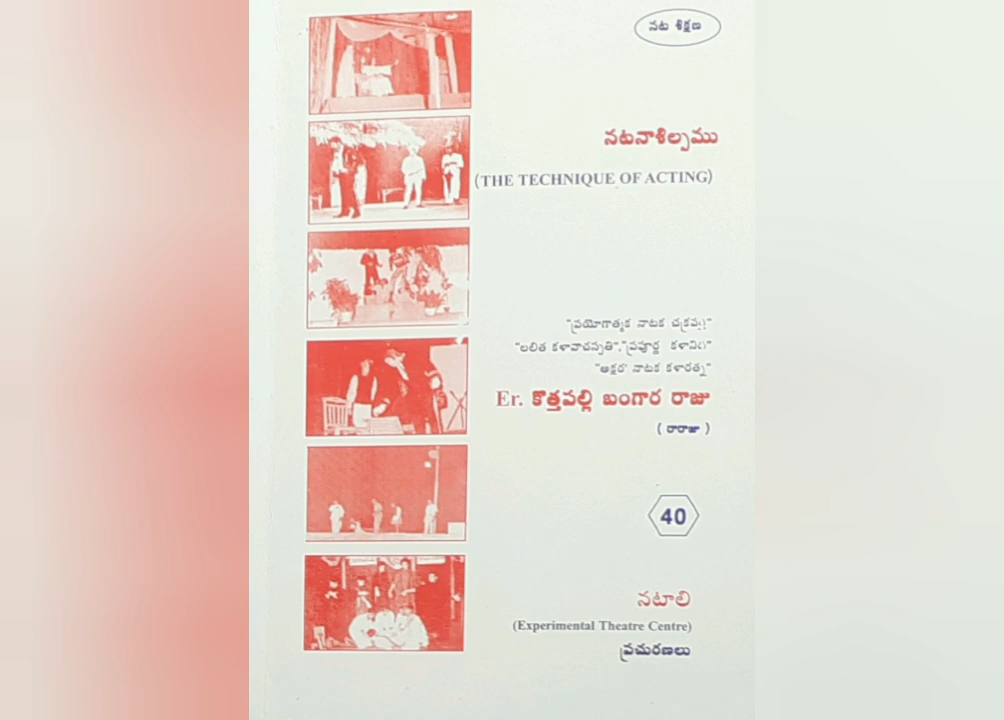 నట శిక్షణ
నటనాశిల్పము
(THE TECHNIQUE OF ACTING)
"ప్రయోగాత్మక నాటక చక్రవర్తి"
"లలిత కళావాచస్పతి", "ప్రపూర్ణ కళానిధి"
"అక్షర నాటక కళారత్న"
Er. కొత్తపల్లి బంగార రాజు
( రారాజు )
40
నటాలి
(Experimental Theatre Centre)
ప్రచురణలు